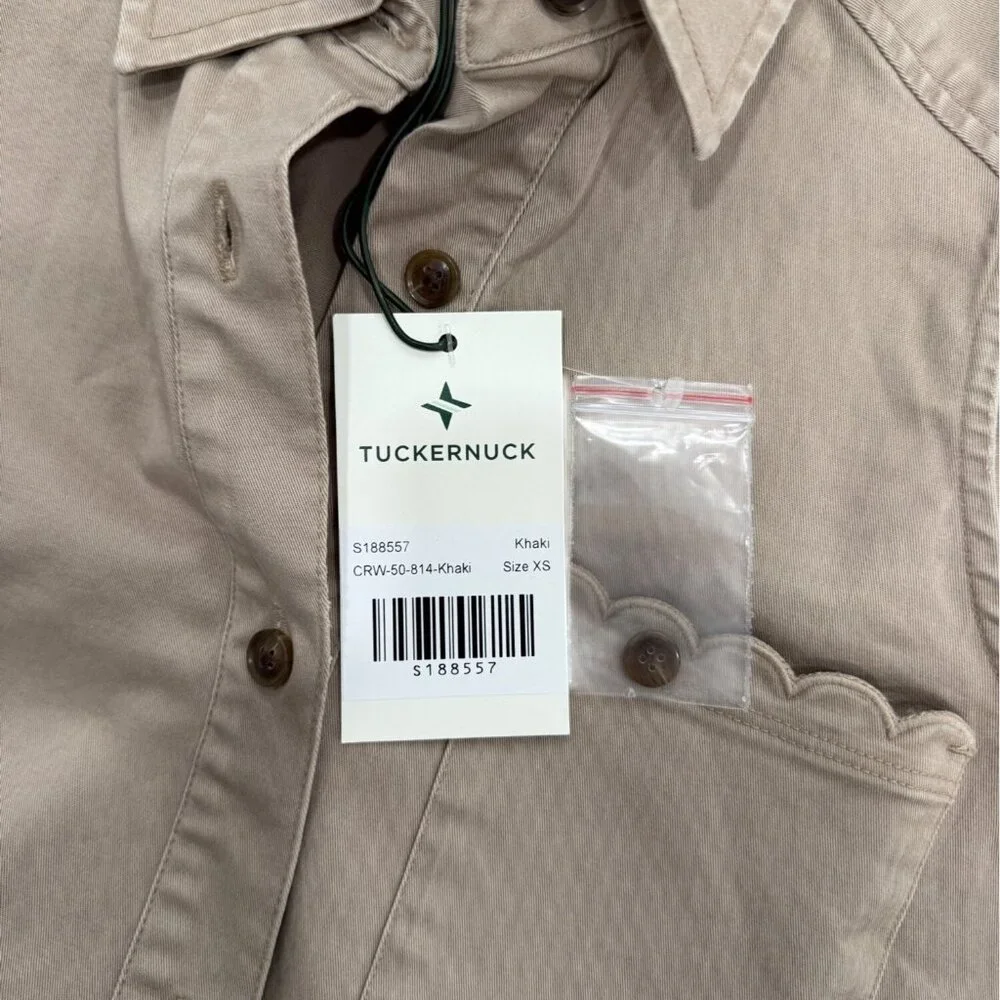 TUCKERNUCK
S188557 Khaki
CRW-50-814-Khaki Size XS
S188557